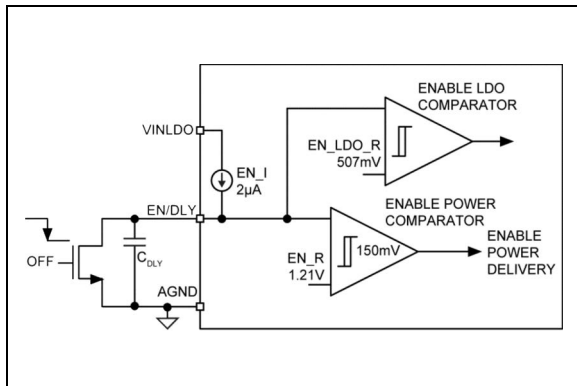 ENABLE LDO
COMPARATOR
VINLDO
EN_LDO_R
507mV
EN_I
2µA
EN/DLY
ENABLE POWER
COMPARATOR
ENABLE
POWER
DELIVERY
150mV
OFF
C_DLY
EN_R
1.21V
AGND